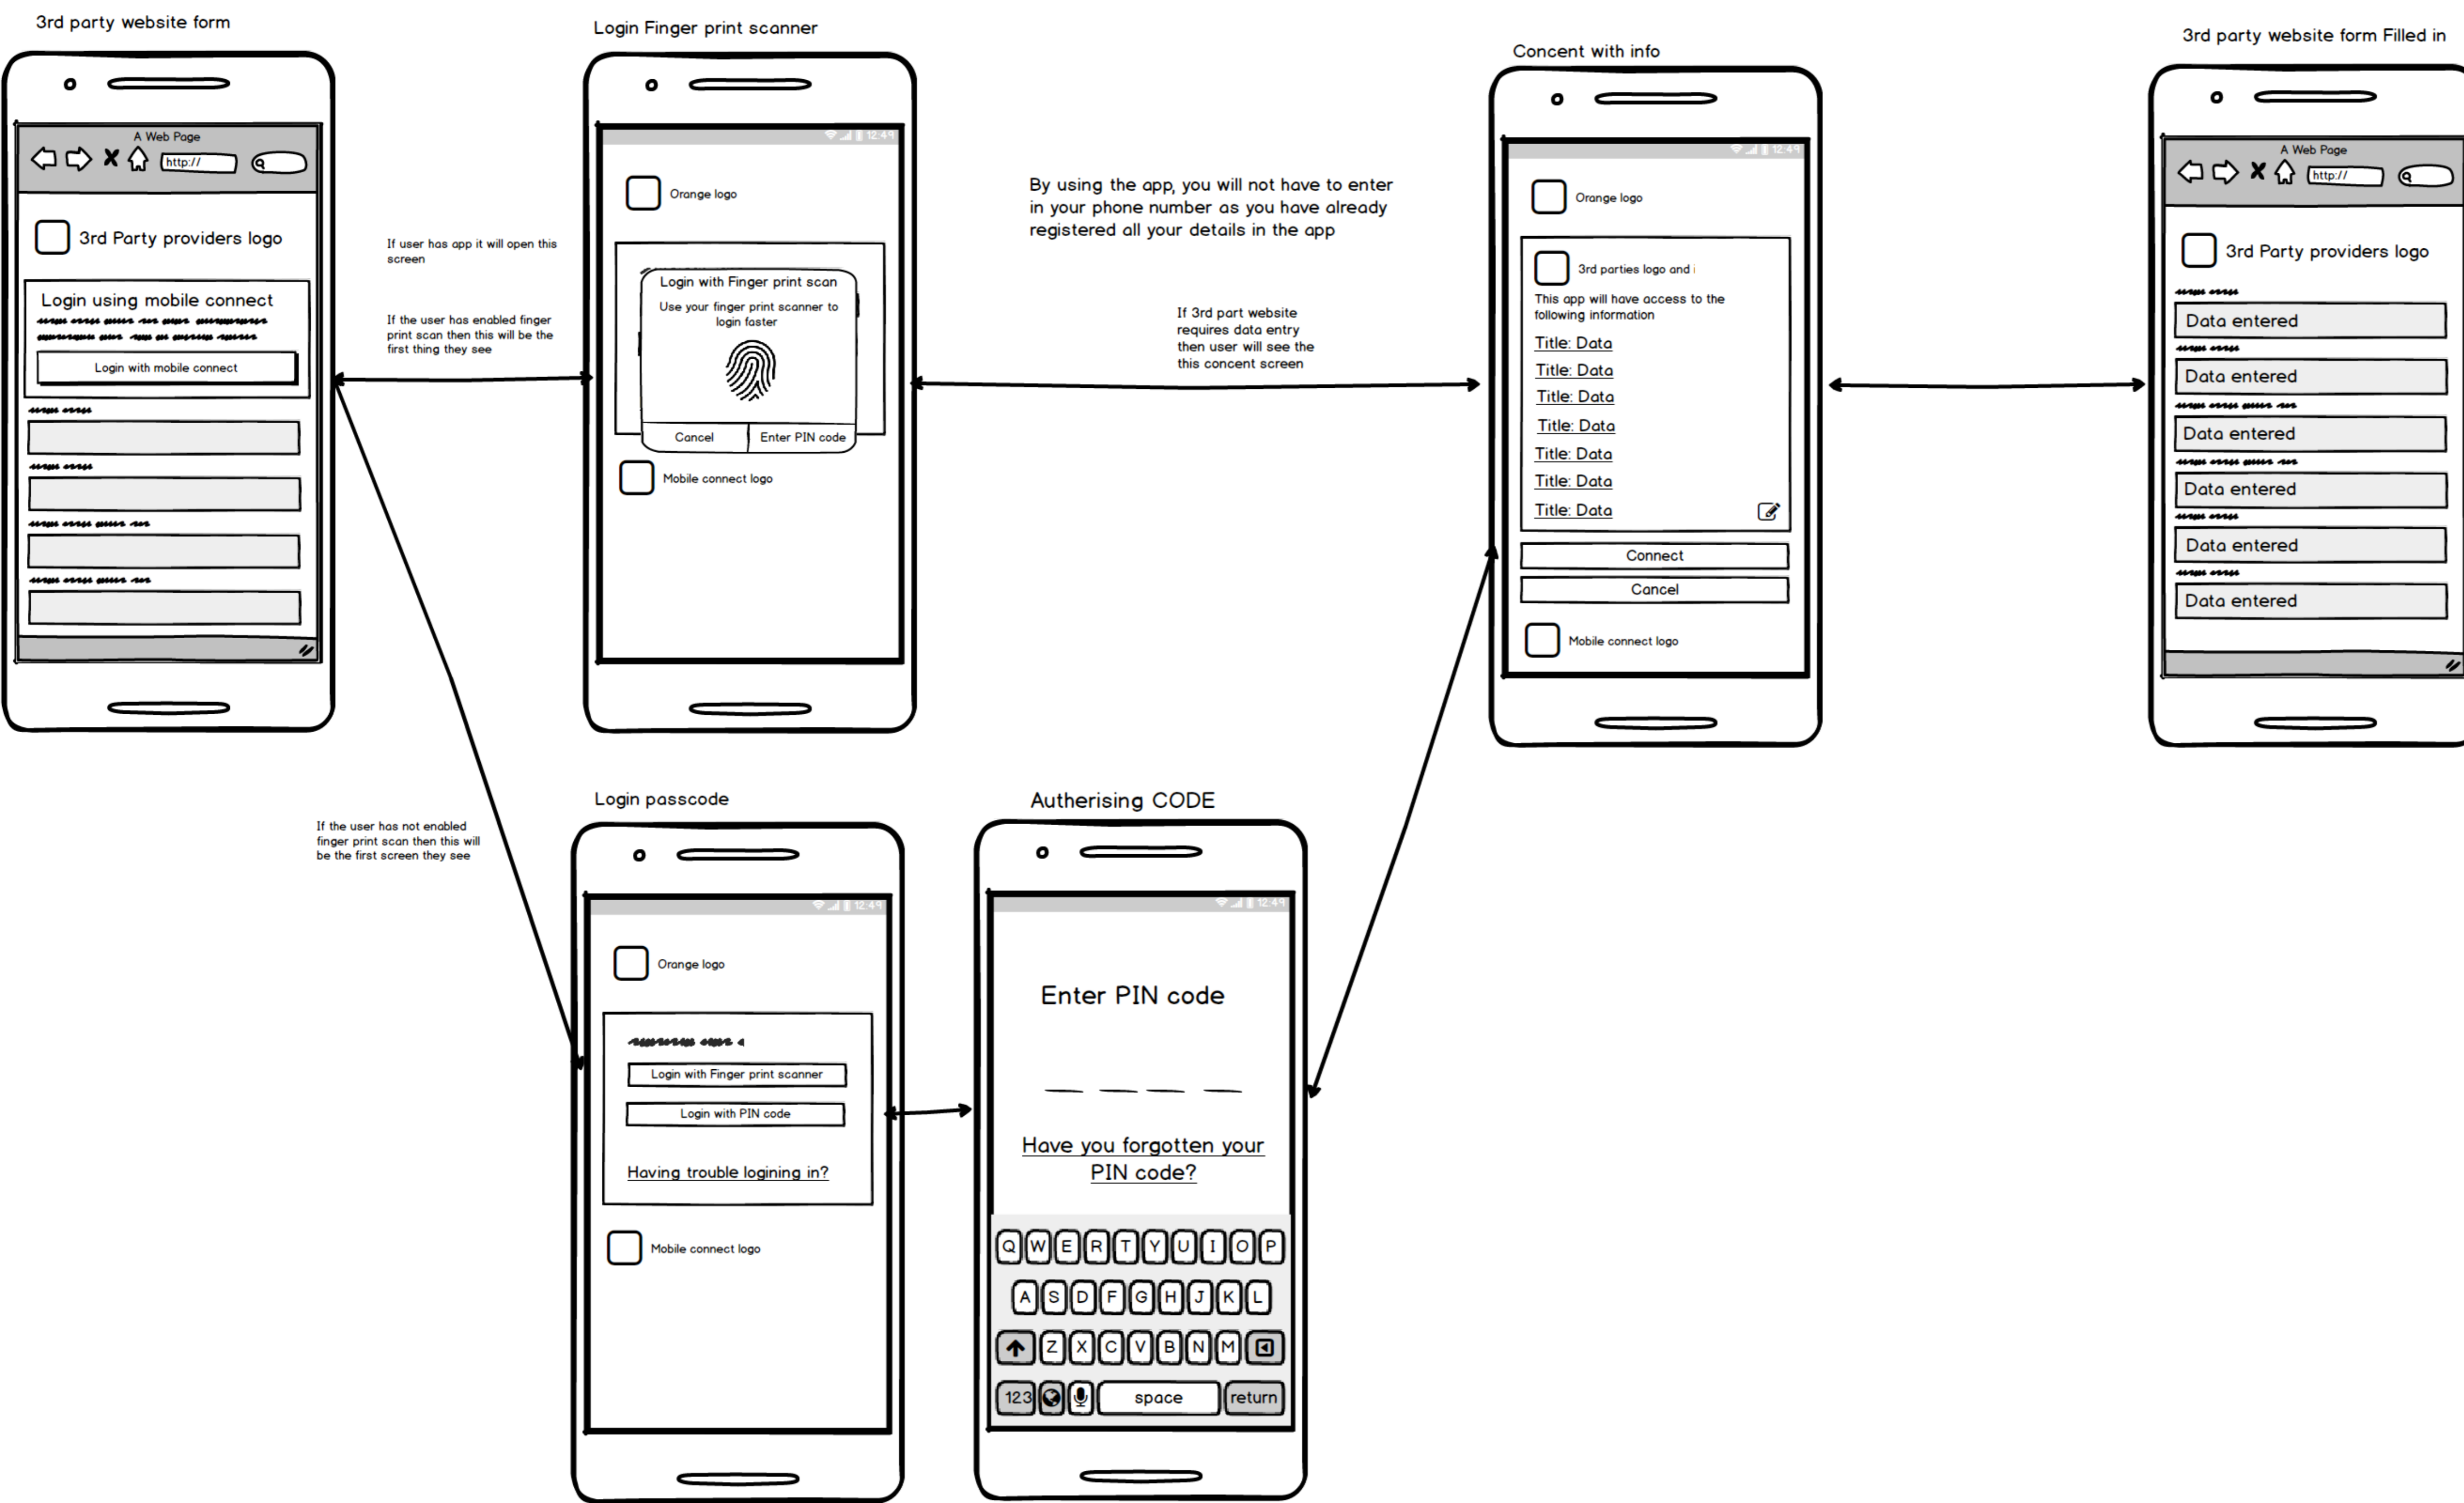 3rd party website form
A Web Page
http://
3rd Party providers logo
Login using mobile connect
Login with mobile connect
If user has app it will open this
screen
If the user has enabled finger
print scan then this will be the
first thing they see
Login Finger print scanner
12:49
Orange logo
Login with Finger print scan
Use your finger print scanner to
login faster
Cancel
Enter PIN code
Mobile connect logo
By using the app, you will not have to enter
in your phone number as you have already
registered all your details in the app
If 3rd part website
requires data entry
then user will see the
this concent screen
Concent with info
12:49
Orange logo
3rd parties logo and i
This app will have access to the
following information
Title: Data
Title: Data
Title: Data
Title: Data
Title: Data
Title: Data
Title: Data
Connect
Cancel
Mobile connect logo
3rd party website form Filled in
A Web Page
http://
3rd Party providers logo
Data entered
Data entered
Data entered
Data entered
Data entered
Data entered
If the user has not enabled
finger print scan then this will
be the first screen they see
Login passcode
12:49
Orange logo
Login with Finger print scanner
Login with PIN code
Having trouble logining in?
Mobile connect logo
Autherising CODE
12:49
Enter PIN code
Have you forgotten your
PIN code?
Q W E R T Y U I O P
A S D F G H J K L
Z X C V B N M
123 space return